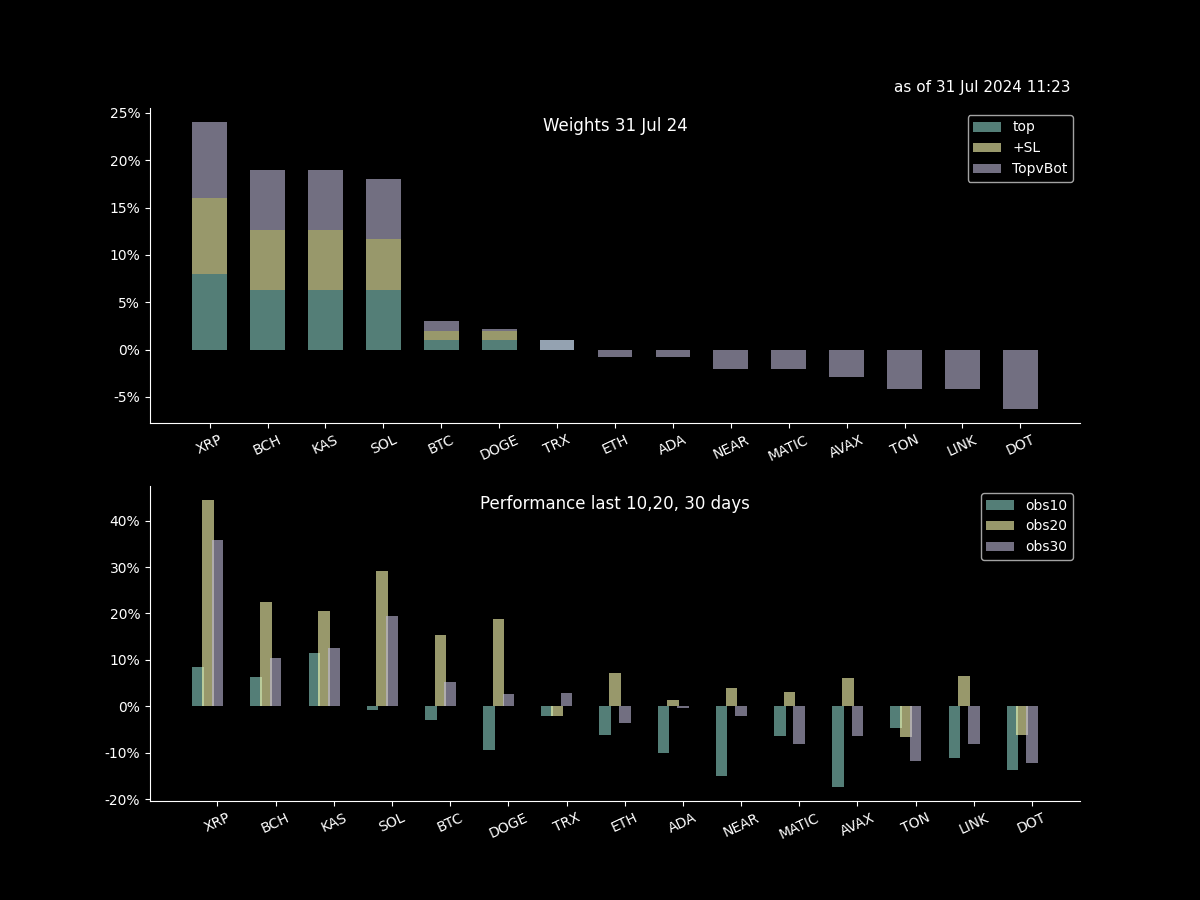 as of 31 Jul 2024 11:23
Weights 31 Jul 24
top
+SL
TopvBot
25%
20%
15%
10%
5%
0%
-5%
XRP BCH KAS SOL BTC DOGE TRX ETH ADA NEAR MATIC AVAX TON LINK DOT
Performance last 10,20, 30 days
obs10
obs20
obs30
40%
30%
20%
10%
0%
-10%
-20%
XRP BCH KAS SOL BTC DOGE TRX ETH ADA NEAR MATIC AVAX TON LINK DOT